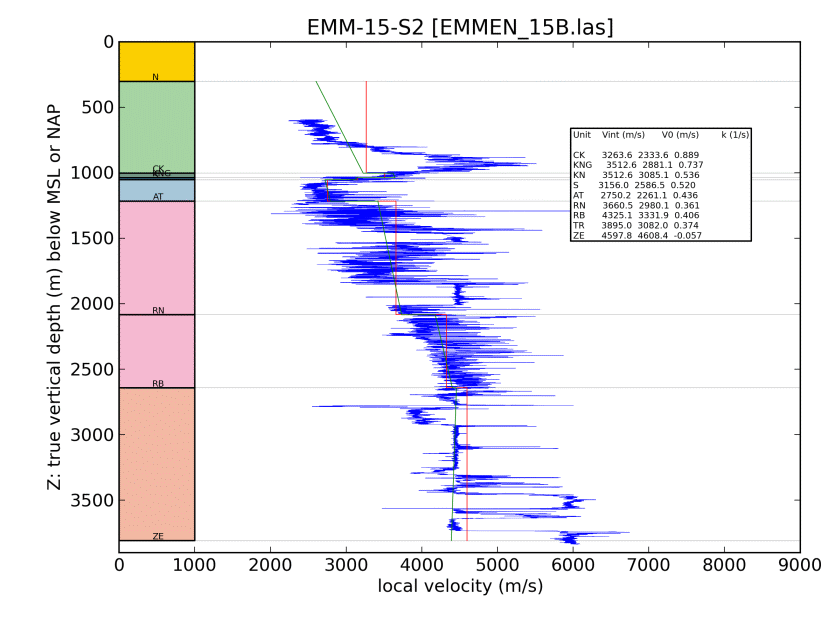 EMM-15-S2 [EMMEN_15B.las]
0
500
1000
1500
2000
2500
3000
3500
Z: true vertical depth (m) below MSL or NAP
N
CK
AT
RN
RB
ZE
Unit Vint (m/s) V0 (m/s) k (1/s)
CK 3263.6 2333.6 0.889
KNG 3512.6 2881.1 0.737
KN 3512.6 3085.1 0.536
S 3156.0 2586.5 0.520
AT 2750.2 2261.1 0.436
RN 3660.5 2980.1 0.361
RB 4325.1 3331.9 0.406
TR 3895.0 3082.0 0.374
ZE 4597.8 4608.4 -0.057
0 1000 2000 3000 4000 5000 6000 7000 8000 9000
local velocity (m/s)